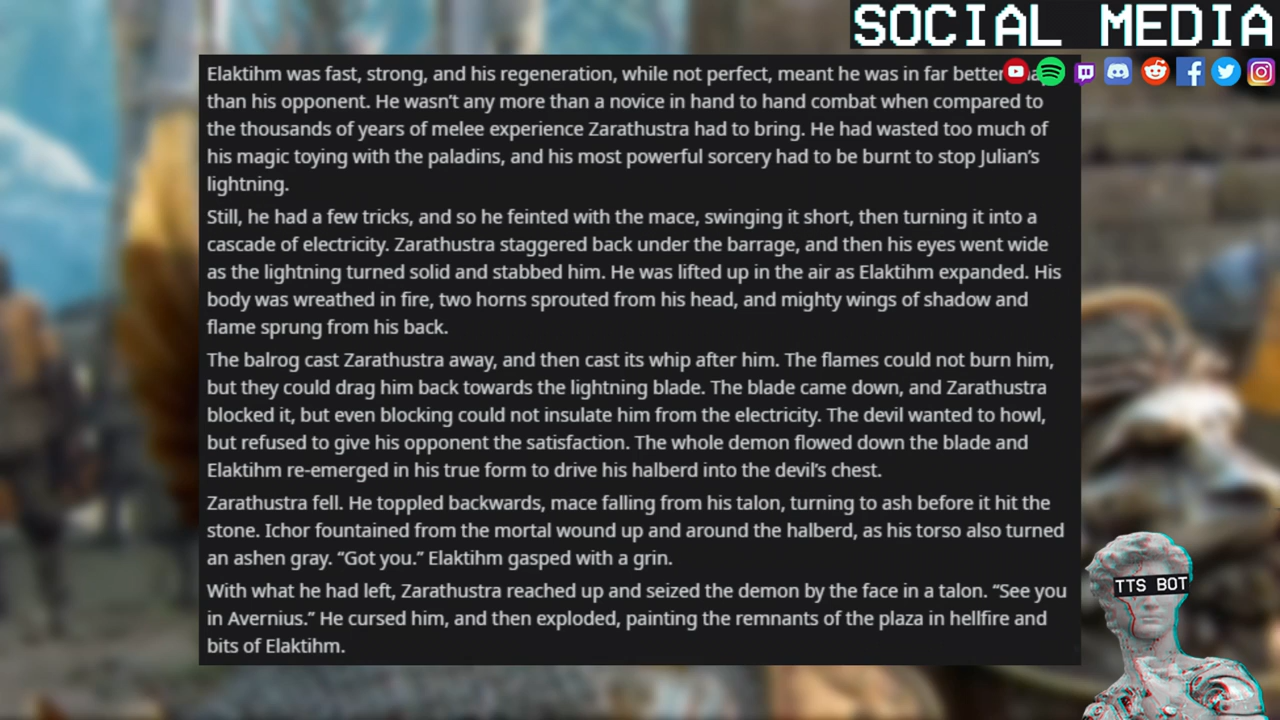 SOCIAL MEDIA
Elaktihm was fast, strong, and his regeneration, while not perfect, meant he was in far better
than his opponent. He wasn't any more than a novice in hand to hand combat when compared to
the thousands of years of melee experience Zarathustra had to bring. He had wasted too much of
his magic toying with the paladins, and his most powerful sorcery had to be burnt to stop Julian's
lightning.
Still, he had a few tricks, and so he feinted with the mace, swinging it short, then turning it into a
cascade of electricity. Zarathustra staggered back under the barrage, and then his eyes went wide
as the lightning turned solid and stabbed him. He was lifted up in the air as Elaktihm expanded. His
body was wreathed in fire, two horns sprouted from his head, and mighty wings of shadow and
flame sprung from his back.
The balrog cast Zarathustra away, and then cast its whip after him. The flames could not burn him,
but they could drag him back towards the lightning blade. The blade came down, and Zarathustra
blocked it, but even blocking could not insulate him from the electricity. The devil wanted to howl,
but refused to give his opponent the satisfaction. The whole demon flowed down the blade and
Elaktihm re-emerged in his true form to drive his halberd into the devil's chest.
Zarathustra fell. He toppled backwards, mace falling from his talon, turning to ash before it hit the
stone. Ichor fountained from the mortal wound up and around the halberd, as his torso also turned
an ashen gray. “Got you.” Elaktihm gasped with a grin.
With what he had left, Zarathustra reached up and seized the demon by the face in a talon. “See you
in Avernius.” He cursed him, and then exploded, painting the remnants of the plaza in hellfire and
bits of Elaktihm.
TTS BOT